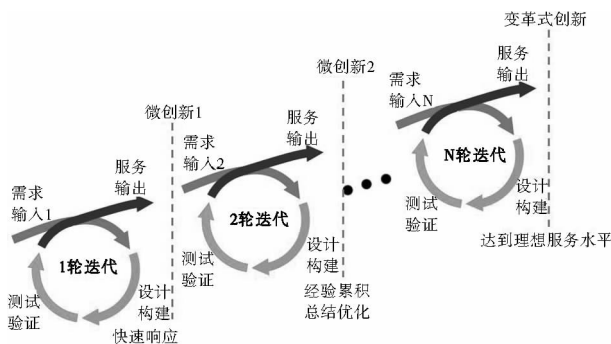 需求
输入1
服务
输出
微创新1
1轮迭代
测试
验证
设计
构建
快速响应
需求
输入2
服务
输出
微创新2
2轮迭代
测试
验证
设计
构建
经验累积
总结优化
需求
输入N
服务
输出
变革式创新
N轮迭代
测试
验证
设计
构建
达到理想服务水平